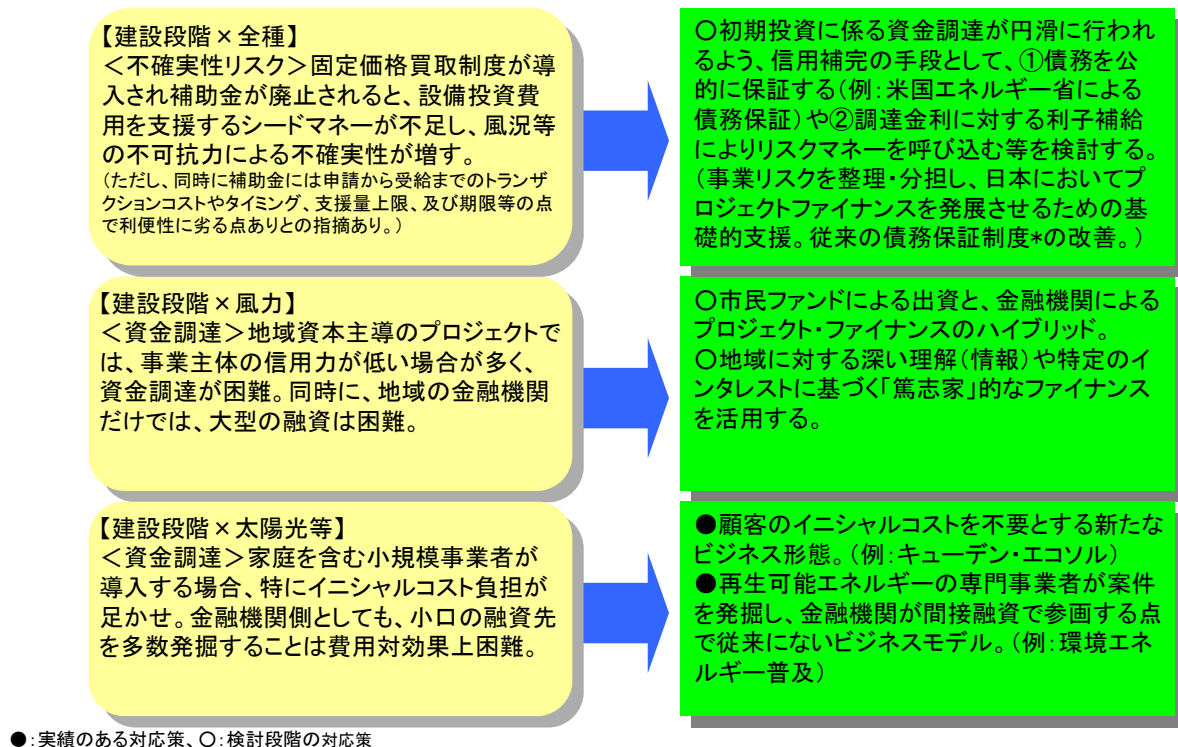 【建設段階×全種】
＜不確実性リスク＞固定価格買取制度が導
入され補助金が廃止されると、設備投資費
用を支援するシードマネーが不足し、風況等
の不可抗力による不確実性が増す。
（ただし、同時に補助金には申請から受給までのトランザ
クションコストやタイミング、支援量上限、及び期限等の点
で利便性に劣る点ありとの指摘あり。）
〇初期投資に係る資金調達が円滑に行われ
るよう、信用補完の手段として、①債務を公
的に保証する（例：米国エネルギー省による
債務保証）や②調達金利に対する利子補給
によりリスクマネーを呼び込む等を検討する。
（事業リスクを整理・分担し、日本においてプ
ロジェクトファイナンスを発展させるための基
礎的支援。従来の債務保証制度*の改善。）
【建設段階×風力】
＜資金調達＞地域資本主導のプロジェクトで
は、事業主体の信用力が低い場合が多く、
資金調達が困難。同時に、地域の金融機関
だけでは、大型の融資は困難。
〇市民ファンドによる出資と、金融機関による
プロジェクト・ファイナンスのハイブリッド。
〇地域に対する深い理解（情報）や特定のイ
ンタレストに基づく「篤志家」的なファイナンス
を活用する。
【建設段階×太陽光等】
＜資金調達＞家庭を含む小規模事業者が
導入する場合、特にイニシャルコスト負担が
足かせ。金融機関側としても、小口の融資先
を多数発掘することは費用対効果上困難。
●顧客のイニシャルコストを不要とする新たな
ビジネス形態。（例：キューデン・エコソル）
●再生可能エネルギーの専門事業者が案件
を発掘し、金融機関が間接融資で参画する点
で従来にないビジネスモデル。（例：環境エネ
ルギー普及）
●：実績のある対応策、〇：検討段階の対応策